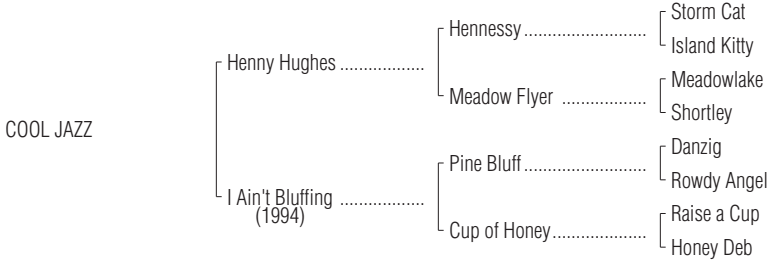 Storm Cat
Hennessy ..........................
Island Kitty
Henny Hughes ..................
Meadowlake
Meadow Flyer ..................
Shortley
COOL JAZZ
Danzig
Pine Bluff ..........................
Rowdy Angel
I Ain't Bluffing ..................
(1994)
Raise a Cup
Cup of Honey ....................
Honey Deb